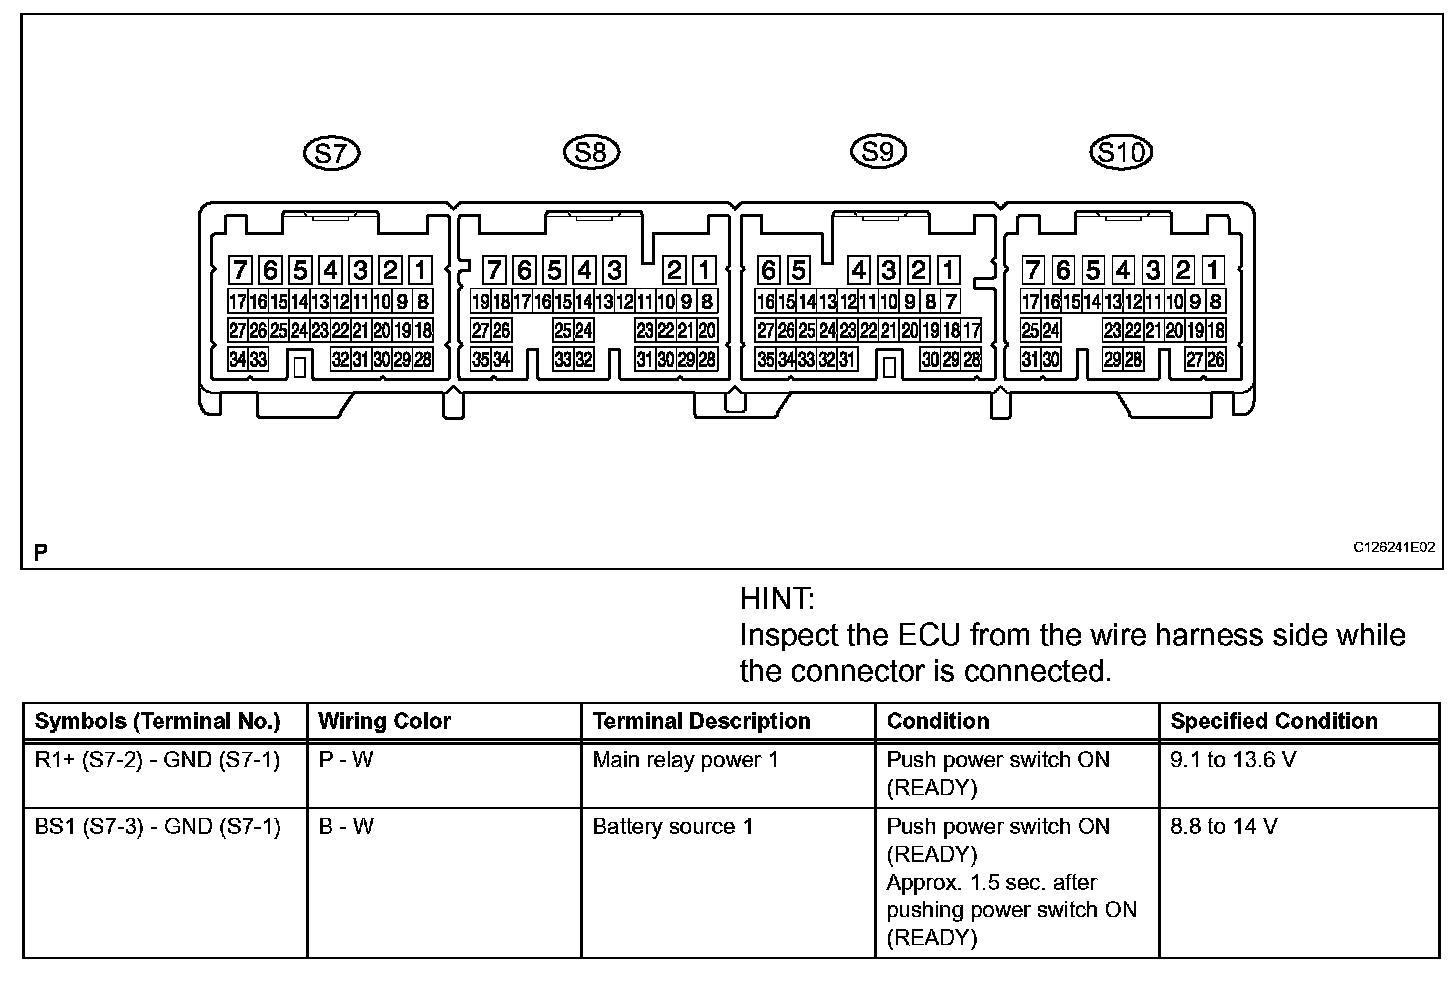 S7 S8 S9 S10
7 6 5 4 3 2 1 7 6 5 4 3 2 1 6 5 4 3 2 1 7 6 5 4 3 2 1
17 16 15 14 13 12 11 10 9 8 19 18 17 16 15 14 13 12 11 10 9 8 16 15 14 13 12 11 10 9 8 7 17 16 15 14 13 12 11 10 9 8
27 26 25 24 23 22 21 20 19 18 27 26 25 24 23 22 21 20 27 26 25 24 23 22 21 20 19 18 17 25 24 23 22 21 20 19 18
34 33 32 31 30 29 28 35 34 33 32 31 30 29 28 35 34 33 32 31 30 29 28 31 30 29 28 27 26
P C126241E02
HINT:
Inspect the ECU from the wire harness side while
the connector is connected.
Symbols (Terminal No.) Wiring Color Terminal Description Condition Specified Condition
R1+ (S7-2) - GND (S7-1) P - W Main relay power 1 Push power switch ON 9.1 to 13.6 V
(READY)
BS1 (S7-3) - GND (S7-1) B - W Battery source 1 Push power switch ON 8.8 to 14 V
(READY)
Approx. 1.5 sec. after
pushing power switch ON
(READY)